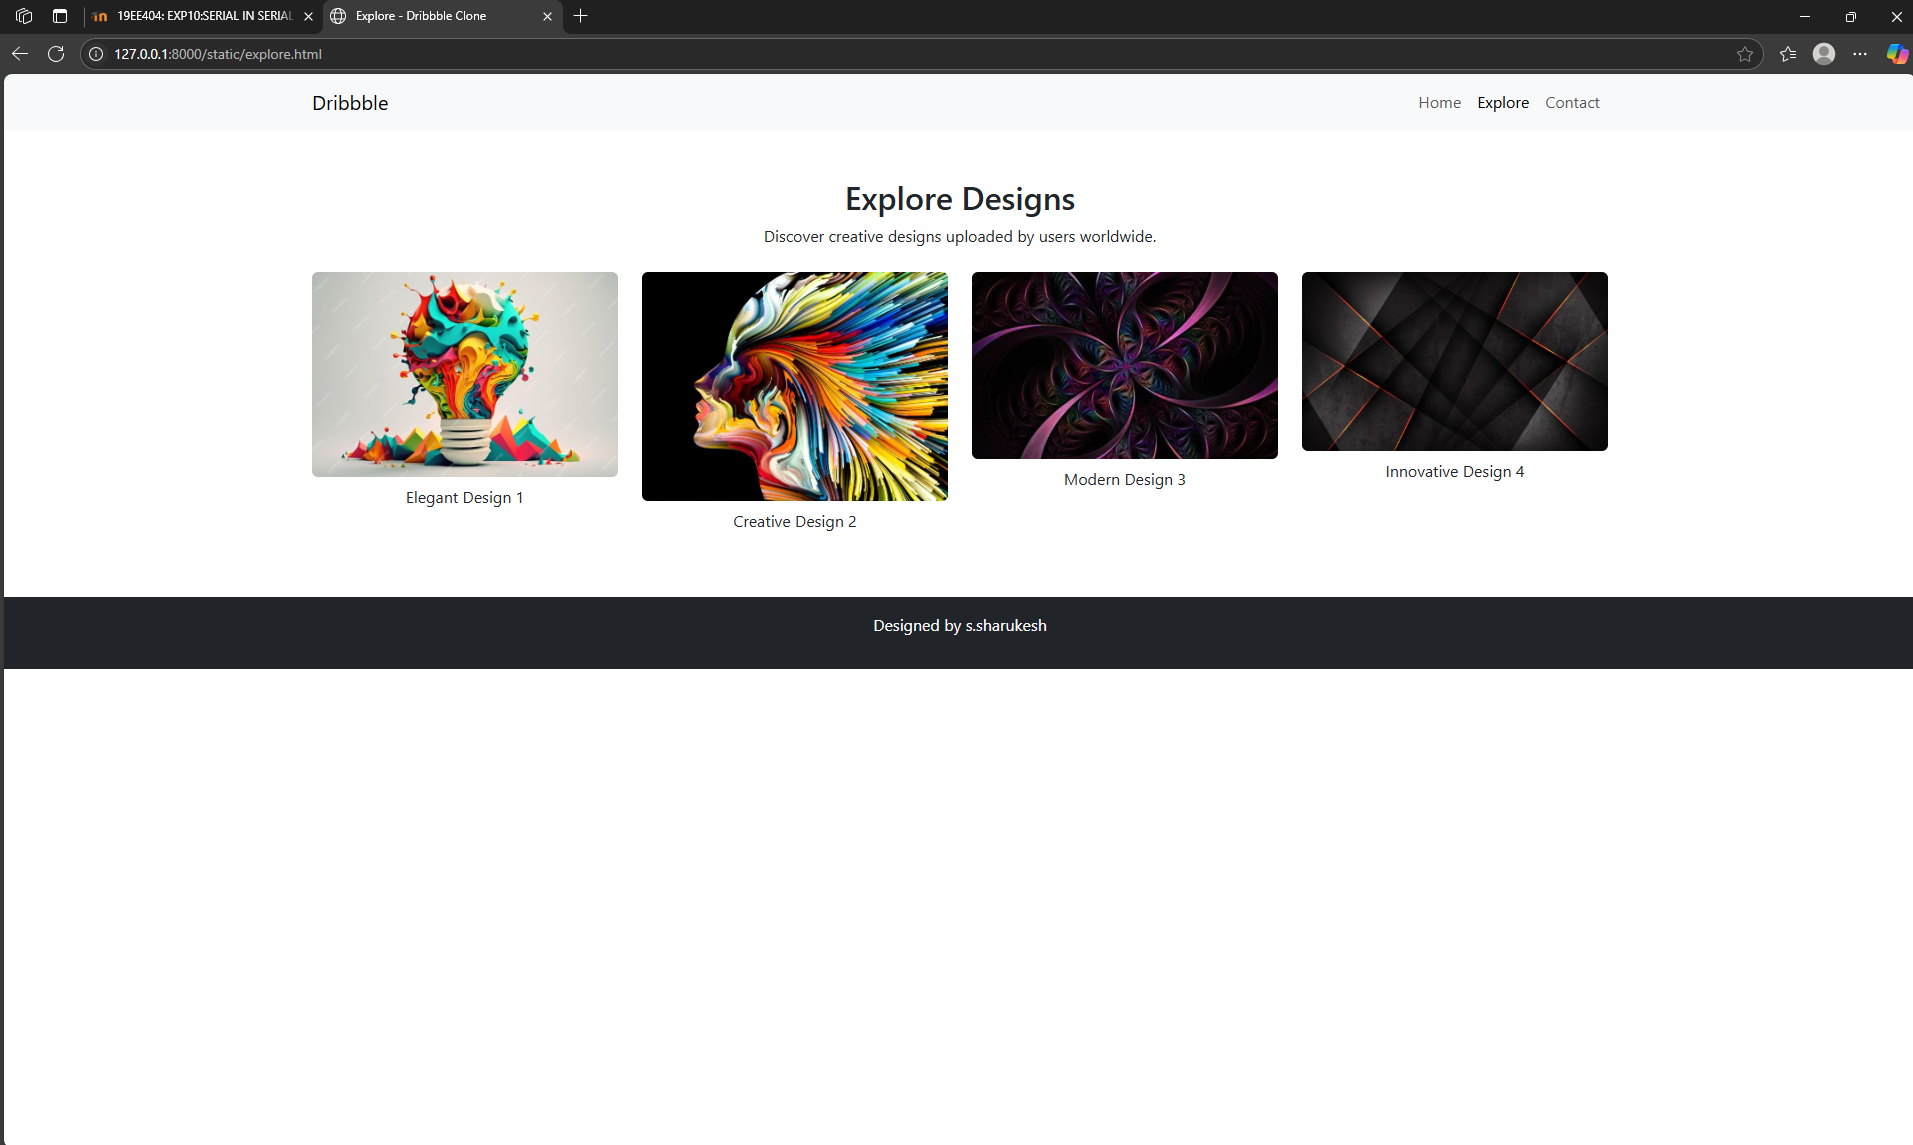 19EE404: EXP10:SERIAL IN SERIAL
Explore - Dribbble Clone
127.0.0.1:8000/static/explore.html
Dribbble
Home Explore Contact
Explore Designs
Discover creative designs uploaded by users worldwide.
Elegant Design 1
Creative Design 2
Modern Design 3
Innovative Design 4
Designed by s.sharukesh